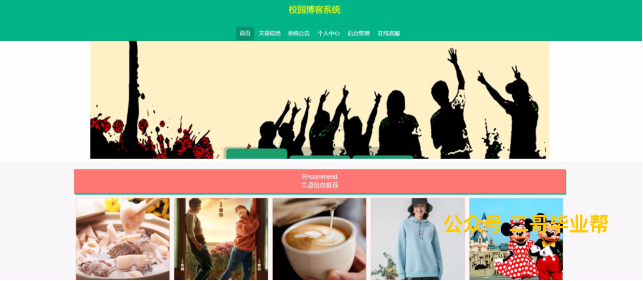 校园博客系统
首页 文章信息 系统公告 个人中心 后台管理 在线客服
Recommend
文章信息推荐
公众号 三哥毕业帮